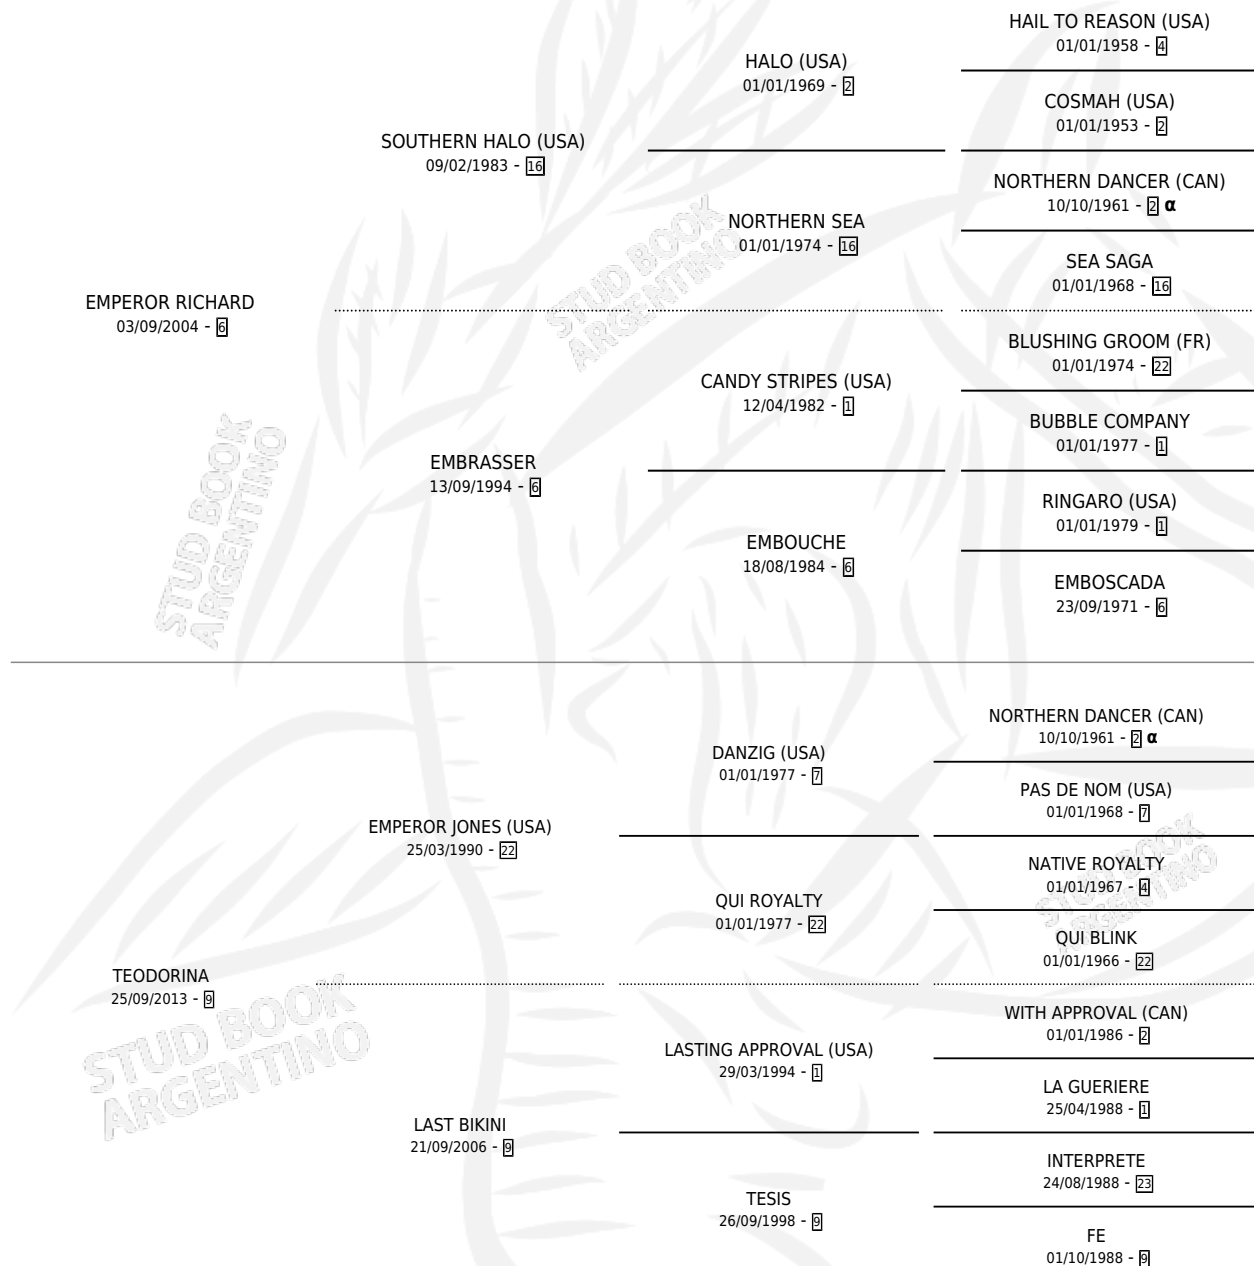 HAIL TO REASON (USA)
01/01/1958 - 4
HALO (USA)
01/01/1969 - 2
COSMAH (USA)
01/01/1953 - 2
SOUTHERN HALO (USA)
09/02/1983 - 16
NORTHERN DANCER (CAN)
10/10/1961 - 2 α
NORTHERN SEA
01/01/1974 - 16
SEA SAGA
01/01/1968 - 16
EMPEROR RICHARD
03/09/2004 - 6
BLUSHING GROOM (FR)
01/01/1974 - 22
CANDY STRIPES (USA)
12/04/1982 - 1
BUBBLE COMPANY
01/01/1977 - 1
EMBRASSER
13/09/1994 - 6
RINGARO (USA)
01/01/1979 - 1
EMBOUCHE
18/08/1984 - 6
EMBOSCADA
23/09/1971 - 6
NORTHERN DANCER (CAN)
10/10/1961 - 2 α
DANZIG (USA)
01/01/1977 - 7
PAS DE NOM (USA)
01/01/1968 - 7
EMPEROR JONES (USA)
25/03/1990 - 22
NATIVE ROYALTY
01/01/1967 - 4
QUI ROYALTY
01/01/1977 - 22
QUI BLINK
01/01/1966 - 22
TEODORINA
25/09/2013 - 9
WITH APPROVAL (CAN)
01/01/1986 - 2
LASTING APPROVAL (USA)
29/03/1994 - 1
LA GUERIERE
25/04/1988 - 1
LAST BIKINI
21/09/2006 - 9
INTERPRETE
24/08/1988 - 23
TESIS
26/09/1998 - 9
FE
01/10/1988 - 9
STUD BOOK
ARGENTINO
STUD BOOK
ARGENTINO
STUD BOOK
ARGENTINO
STUD BOOK
ARGENTINO